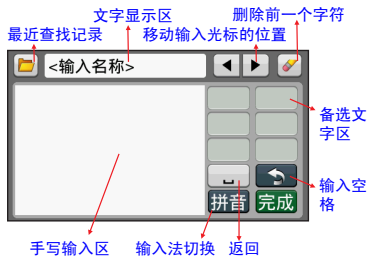 文字显示区
删除前一个字符
最近查找记录
移动输入光标的位置
<输入名称>
备选文
字区
输入空
格
拼音
完成
手写输入区
输入法切换
返回